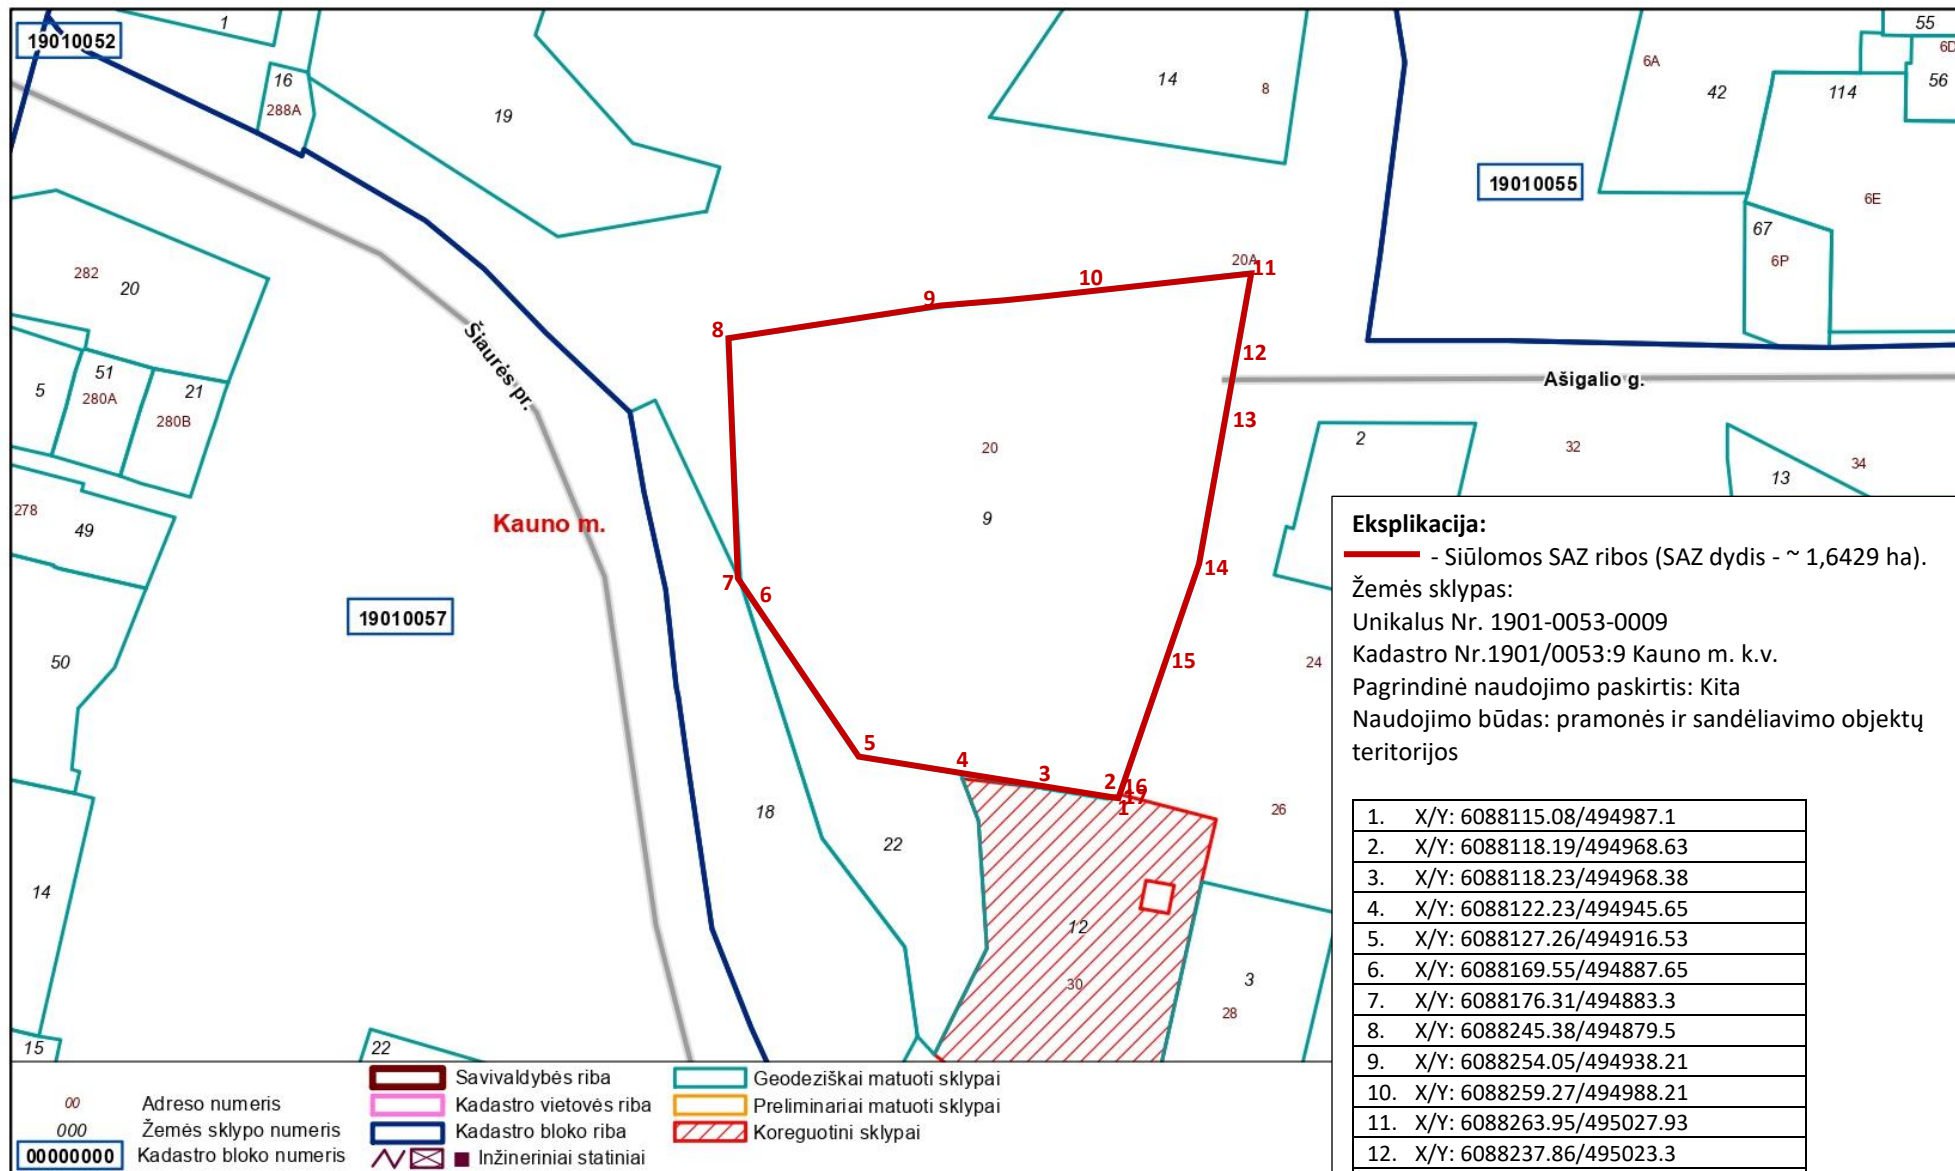 19010052
1
55
6D
16
288A
19
14
8
6A
42
114
56
19010055
6E
67
6P
282
20
20A
11
10
9
12
8
Šiaurės pr.
51
5
280A
21
280B
Ašigalio g.
13
20
2
32
34
13
278
49
Kauno m.
9
14
7
6
19010057
50
15
24
5
4
3
2
16
17
1
18
22
26
14
12
30
3
28
15
22
Eksplikacija:
- Siūlomos SAZ ribos (SAZ dydis - ~ 1,6429 ha).
Žemės sklypas:
Unikalus Nr. 1901-0053-0009
Kadastro Nr.1901/0053:9 Kauno m. k.v.
Pagrindinė naudojimo paskirtis: Kita
Naudojimo būdas: pramonės ir sandėliavimo objektų
teritorijos
1. X/Y: 6088115.08/494987.1
2. X/Y: 6088118.19/494968.63
3. X/Y: 6088118.23/494968.38
4. X/Y: 6088122.23/494945.65
5. X/Y: 6088127.26/494916.53
6. X/Y: 6088169.55/494887.65
7. X/Y: 6088176.31/494883.3
8. X/Y: 6088245.38/494879.5
9. X/Y: 6088254.05/494938.21
10. X/Y: 6088259.27/494988.21
11. X/Y: 6088263.95/495027.93
12. X/Y: 6088237.86/495023.3
00 Adreso numeris
000 Žemės sklypo numeris
00000000 Kadastro bloko numeris
Savivaldybės riba
Kadastro vietovės riba
Kadastro bloko riba
Inžineriniai statiniai
Geodeziškai matuoti sklypai
Preliminariai matuoti sklypai
Koreguotini sklypai